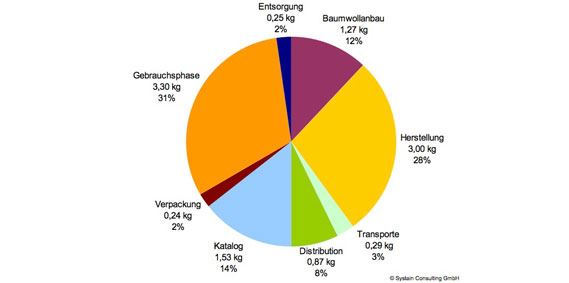 Entsorgung
0,25 kg
2%
Baumwollanbau
1,27 kg
12%
Herstellung
3,00 kg
28%
Transporte
0,29 kg
3%
Distribution
0,87 kg
8%
Katalog
1,53 kg
14%
Verpackung
0,24 kg
2%
Gebrauchsphase
3,30 kg
31%
© Systain Consulting GmbH